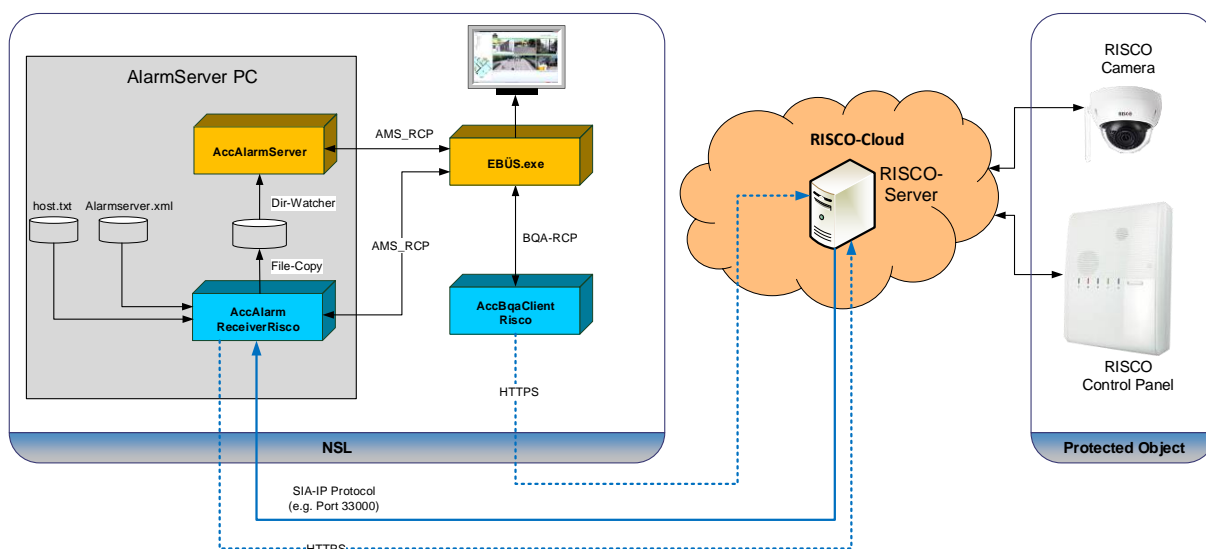 AlarmServer PC
AccAlarmServer
AMS_RCP
EBÜS.exe
host.txt
Alarmserver.xml
Dir-Watcher
File-Copy
AMS_RCP
BQA-RCP
AccAlarm
ReceiverRisco
AccBqaClient
Risco
HTTPS
NSL
SIA-IP Protocol
(e.g. Port 33000)
HTTPS
RISCO-Cloud
RISCO-
Server
RISCO
Camera
RISCO
Control Panel
Protected Object